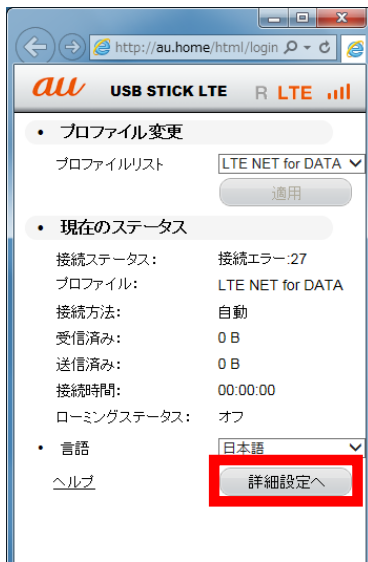 http://au.home/html/login
au USB STICK LTE R LTE
• プロファイル変更
プロファイルリスト LTE NET for DATA
適用
• 現在のステータス
接続ステータス： 接続エラー:27
プロファイル： LTE NET for DATA
接続方法： 自動
受信済み： 0 B
送信済み： 0 B
接続時間： 00:00:00
ローミングステータス： オフ
• 言語 日本語
ヘルプ 詳細設定へ